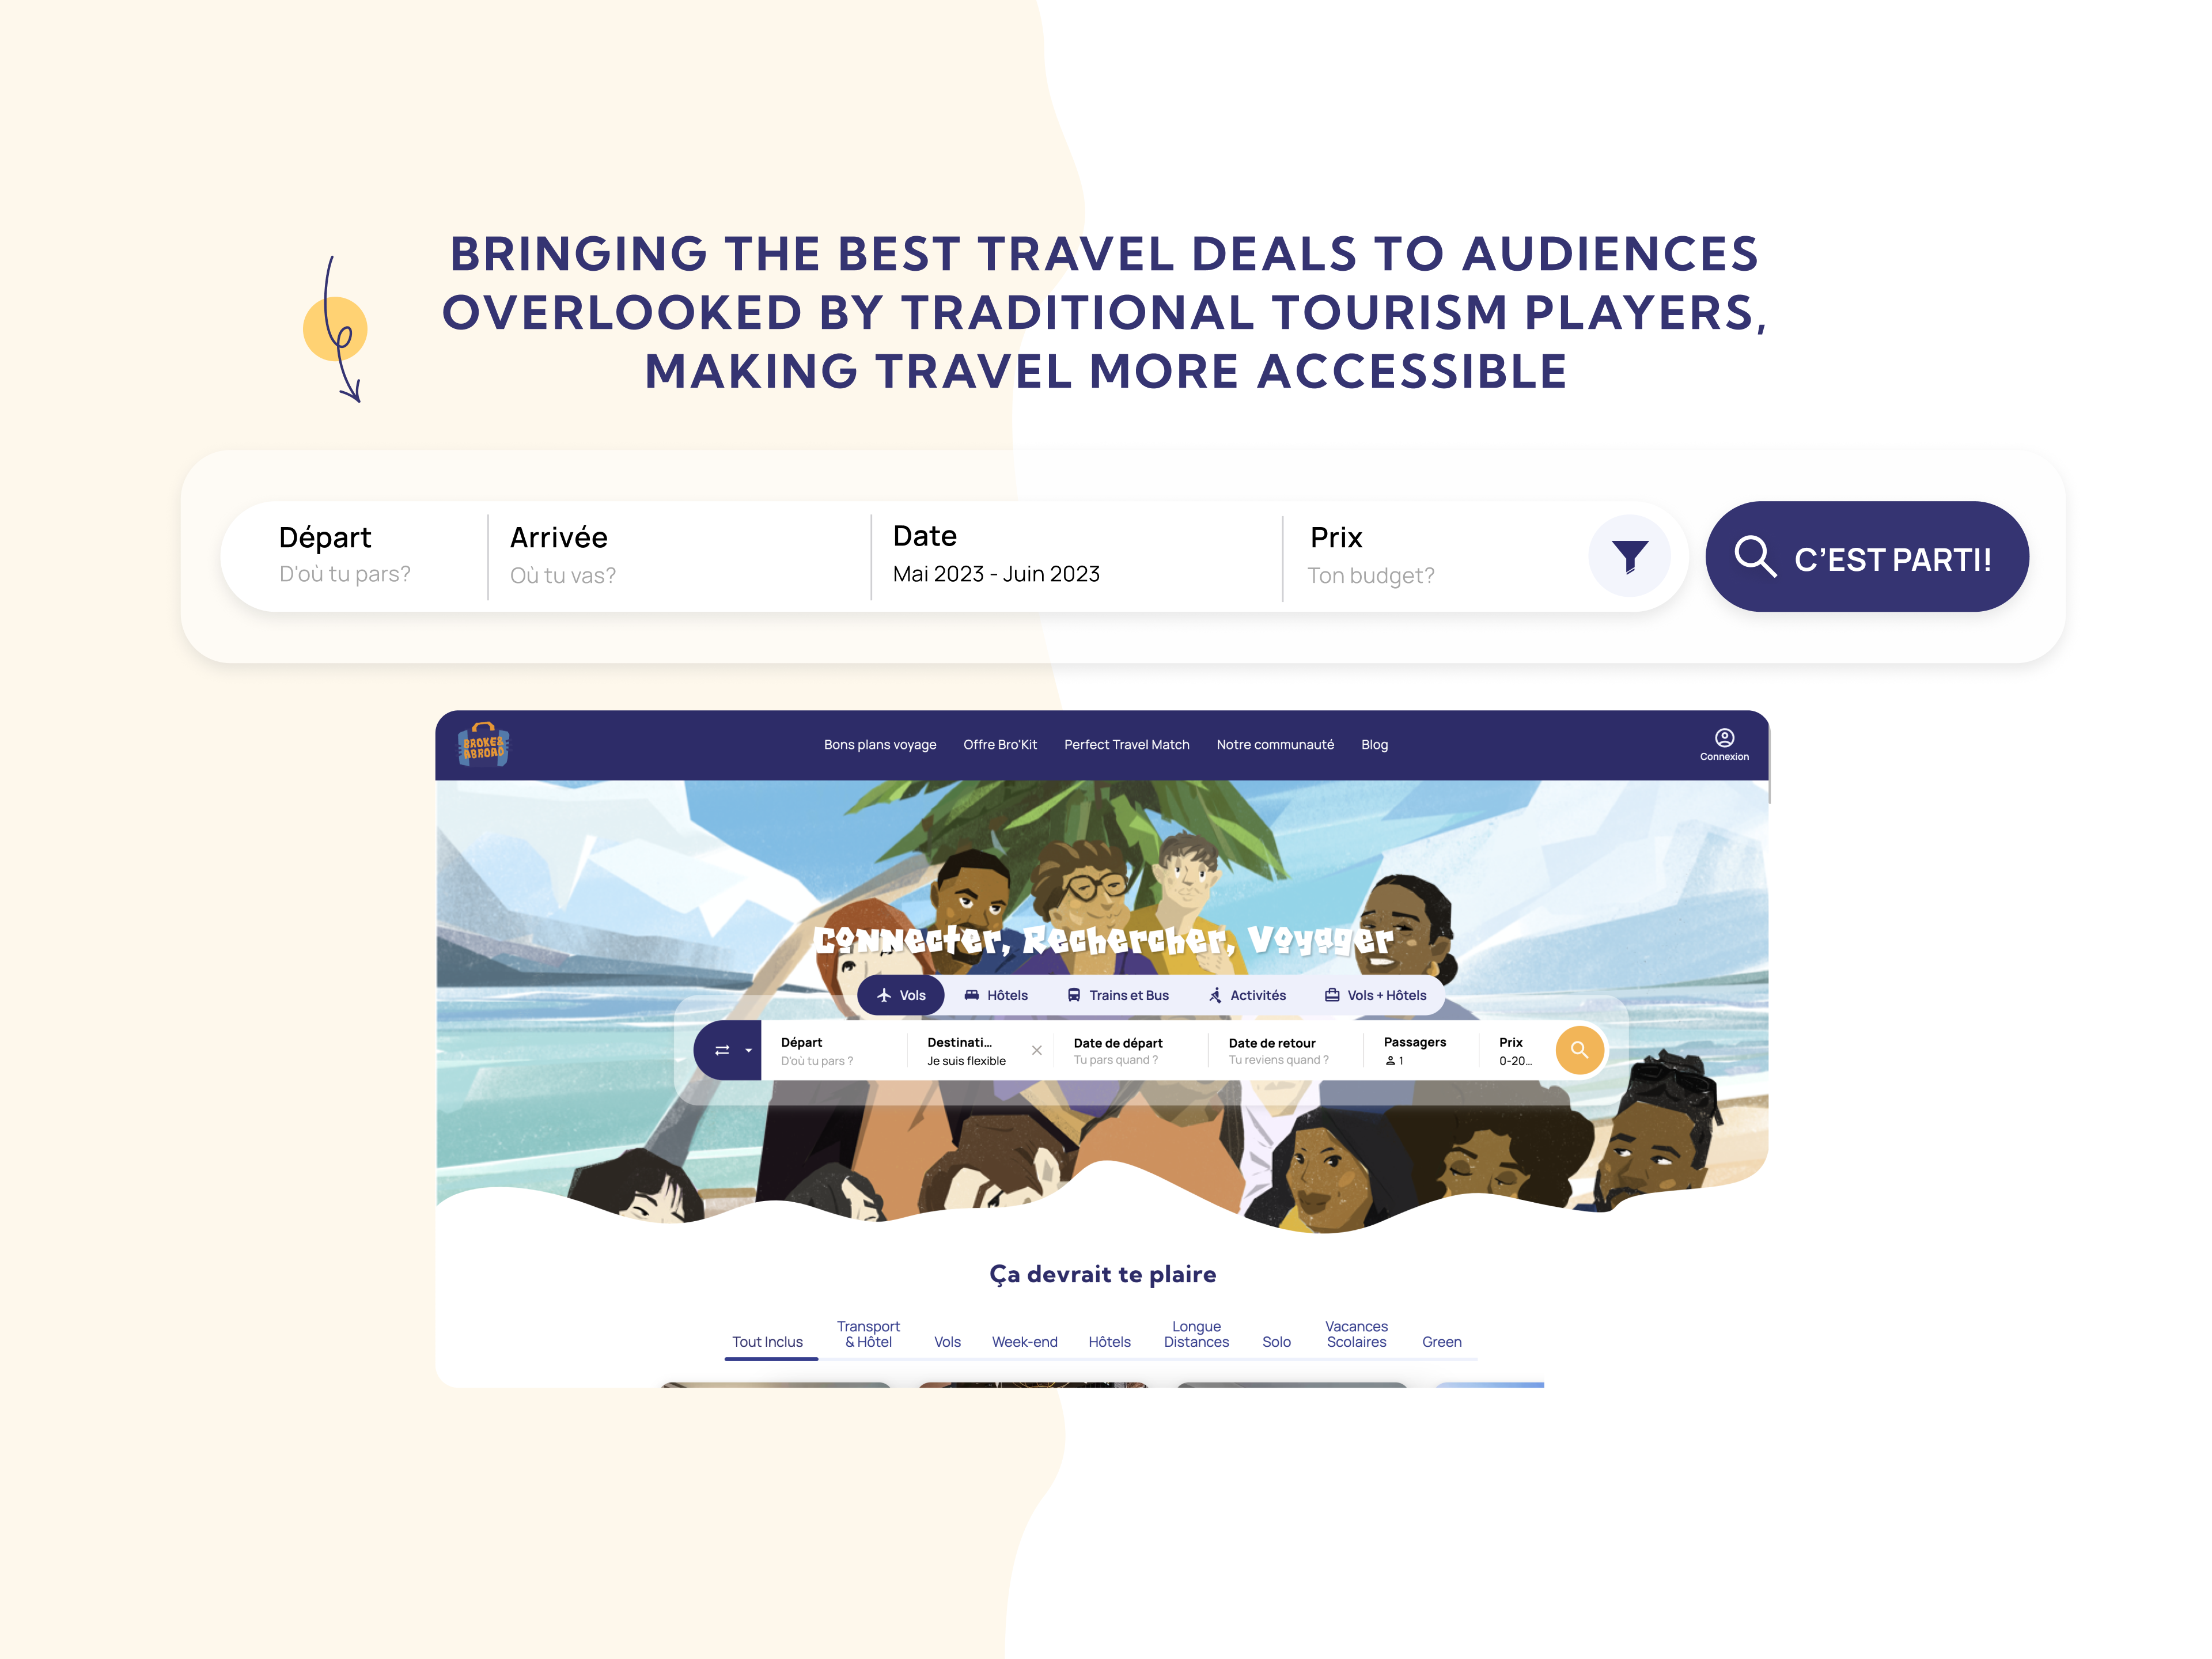 BRINGING THE BEST TRAVEL DEALS TO AUDIENCES
OVERLOOKED BY TRADITIONAL TOURISM PLAYERS,
MAKING TRAVEL MORE ACCESSIBLE
Départ
D'où tu pars?
Arrivée
Où tu vas?
Date
Mai 2023 - Juin 2023
Prix
Ton budget?
C'EST PARTI!
BROKE&
ABROAD
Bons plans voyage
Offre Bro'Kit
Perfect Travel Match
Notre communauté
Blog
Connexion
Connecter, Rechercher, Voyager
Vols
Hôtels
Trains et Bus
Activités
Vols + Hôtels
Départ
D'où tu pars ?
Destinati...
Je suis flexible
Date de départ
Tu pars quand ?
Date de retour
Tu reviens quand ?
Passagers
1
Prix
0-20...
Ça devrait te plaire
Tout Inclus
Transport
& Hôtel
Vols
Week-end
Hôtels
Longue
Distances
Solo
Vacances
Scolaires
Green